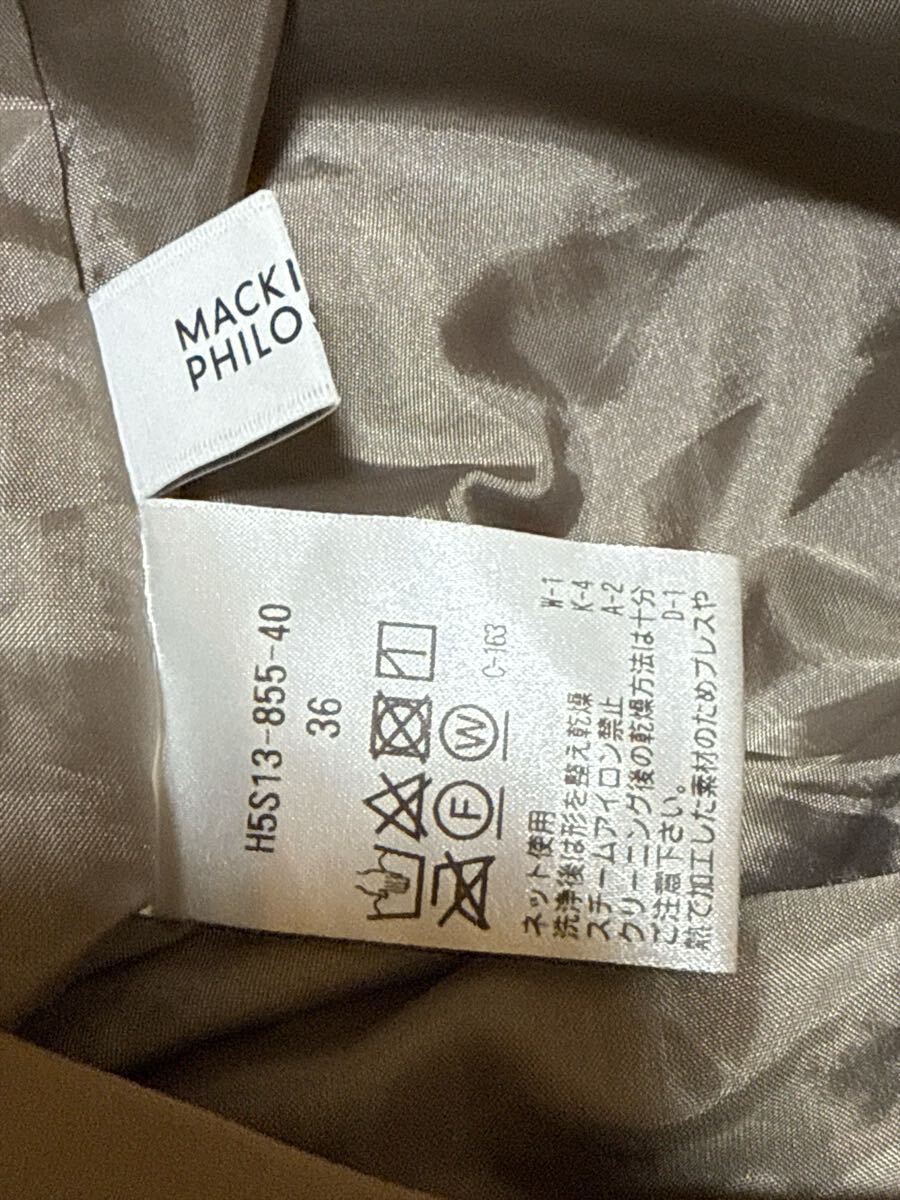 MACKI
PHILO
H5S13-855-40
36
F W
C-163
ネット使用 W-1
洗浄後は形を整え乾燥 K-4
スチームアイロン禁止 A-2
クリーニング後の乾燥方法は十分
ご注意下さい。 D-1
熱で加工した素材のためプレスや